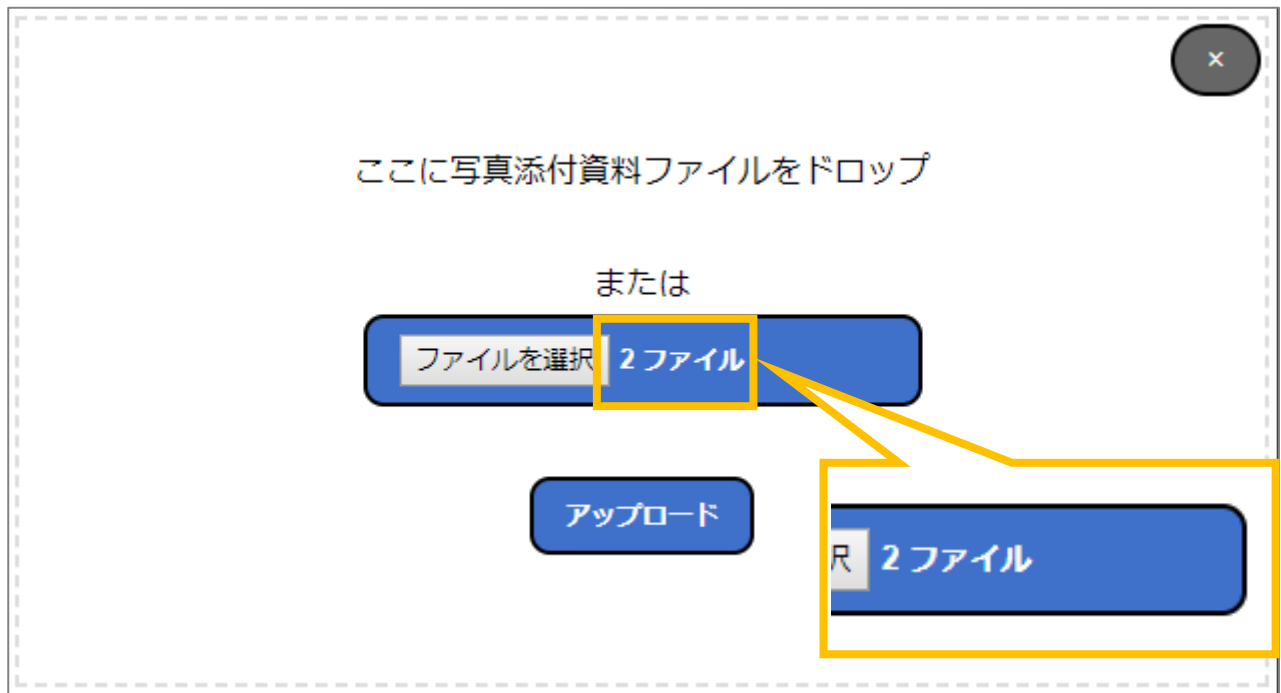 ×
ここに写真添付資料ファイルをドロップ
または
ファイルを選択 2 ファイル
アップロード
尺 2 ファイル